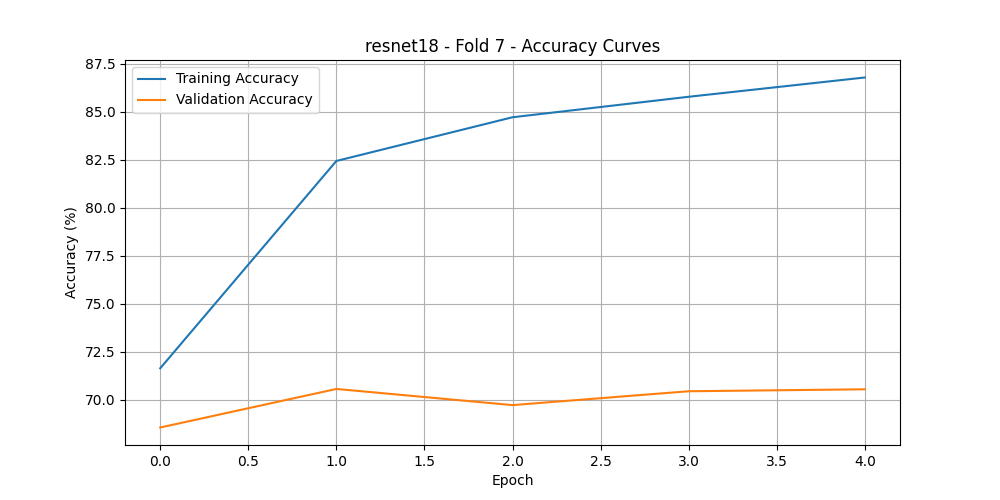 resnet18 - Fold 7 - Accuracy Curves
Training Accuracy
Validation Accuracy
Accuracy (%)
87.5
85.0
82.5
80.0
77.5
75.0
72.5
70.0
0.0 0.5 1.0 1.5 2.0 2.5 3.0 3.5 4.0
Epoch